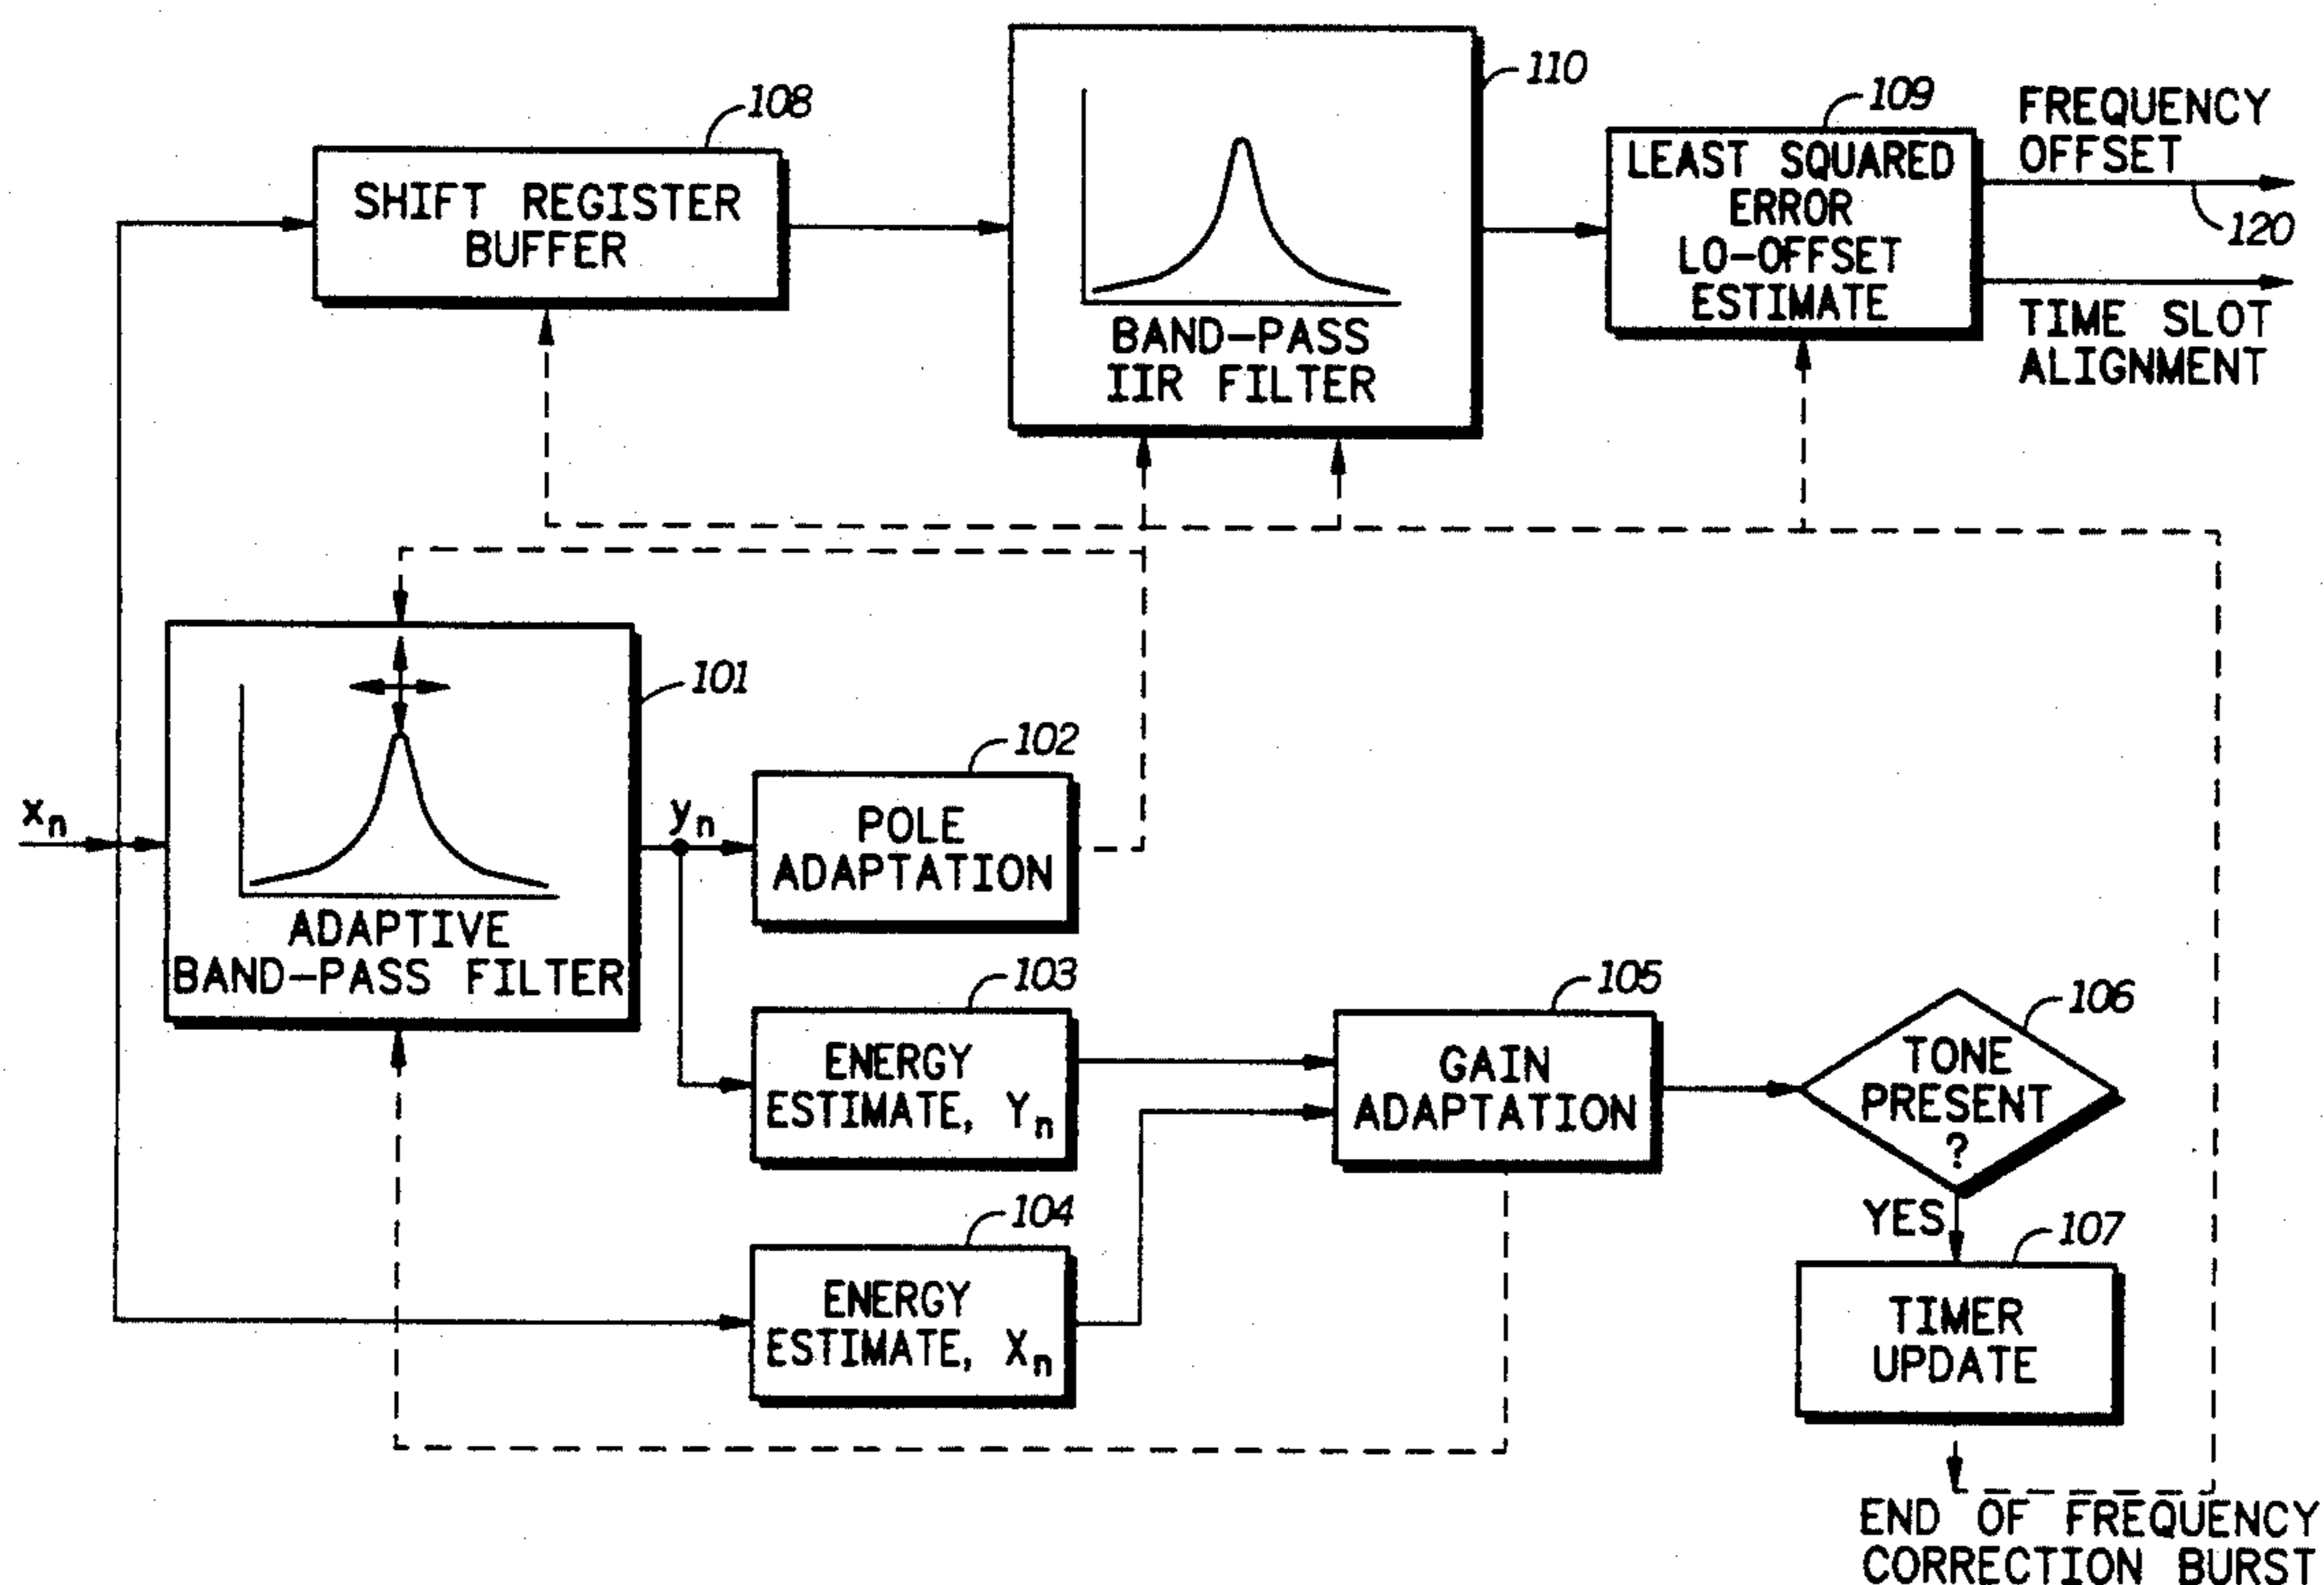 108
SHIFT REGISTER
BUFFER
110
BAND-PASS
IIR FILTER
109
LEAST SQUARED
ERROR
LO-OFFSET
ESTIMATE
FREQUENCY
OFFSET
120
TIME SLOT
ALIGNMENT
xn
101
ADAPTIVE
BAND-PASS FILTER
yn
102
POLE
ADAPTATION
103
ENERGY
ESTIMATE, Yn
104
ENERGY
ESTIMATE, Xn
105
GAIN
ADAPTATION
106
TONE
PRESENT
?
YES
107
TIMER
UPDATE
END OF FREQUENCY
CORRECTION BURST